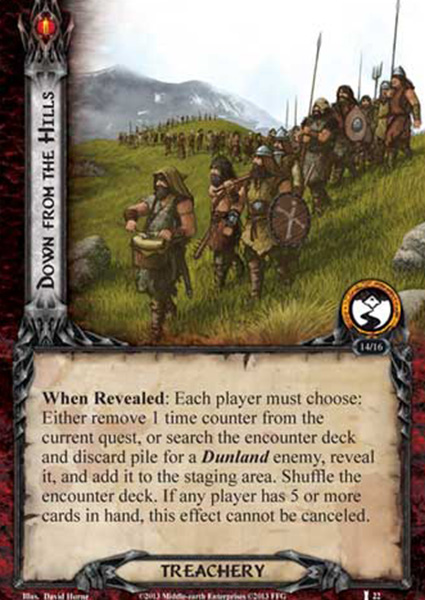 DOWN FROM THE HILLS
14/16
When Revealed: Each player must choose:
Either remove 1 time counter from the
current quest, or search the encounter deck
and discard pile for a Dunland enemy, reveal
it, and add it to the staging area. Shuffle the
encounter deck. If any player has 5 or more
cards in hand, this effect cannot be canceled.
TREACHERY
Illus. David Horne
©2013 Middle-earth Enterprises ©2013 FFG
22